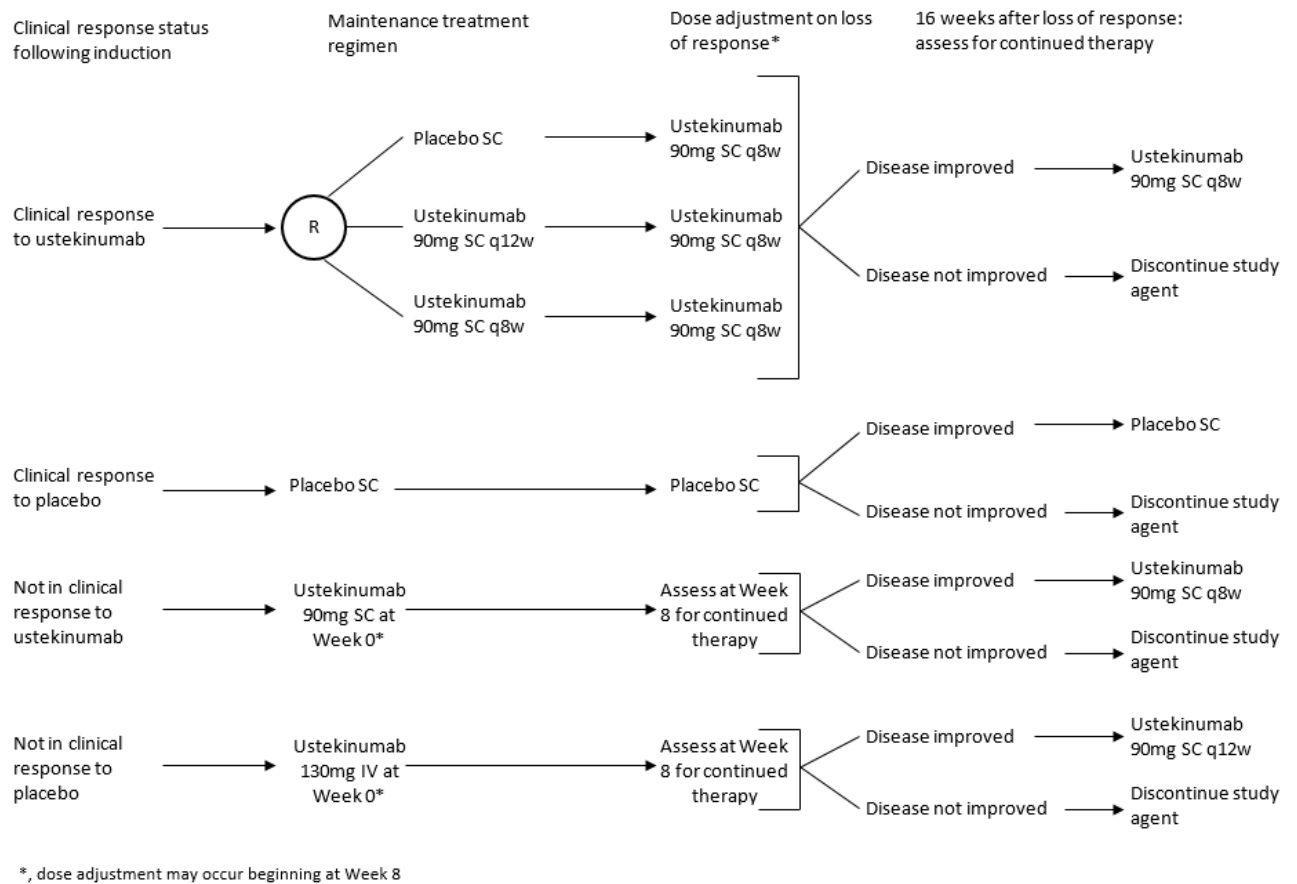 Clinical response status
following induction
Maintenance treatment
regimen
Dose adjustment on loss
of response*
16 weeks after loss of response:
assess for continued therapy
Clinical response
to ustekinumab
R
Placebo SC
Ustekinumab
90mg SC q8w
Ustekinumab
90mg SC q12w
Ustekinumab
90mg SC q8w
Ustekinumab
90mg SC q8w
Ustekinumab
90mg SC q8w
Disease improved
Ustekinumab
90mg SC q8w
Disease not improved
Discontinue study
agent
Clinical response
to placebo
Placebo SC
Placebo SC
Disease improved
Placebo SC
Disease not improved
Discontinue study
agent
Not in clinical
response to
ustekinumab
Ustekinumab
90mg SC at
Week 0*
Assess at Week
8 for continued
therapy
Disease improved
Ustekinumab
90mg SC q8w
Disease not improved
Discontinue study
agent
Not in clinical
response to
placebo
Ustekinumab
130mg IV at
Week 0*
Assess at Week
8 for continued
therapy
Disease improved
Ustekinumab
90mg SC q12w
Disease not improved
Discontinue study
agent
*, dose adjustment may occur beginning at Week 8